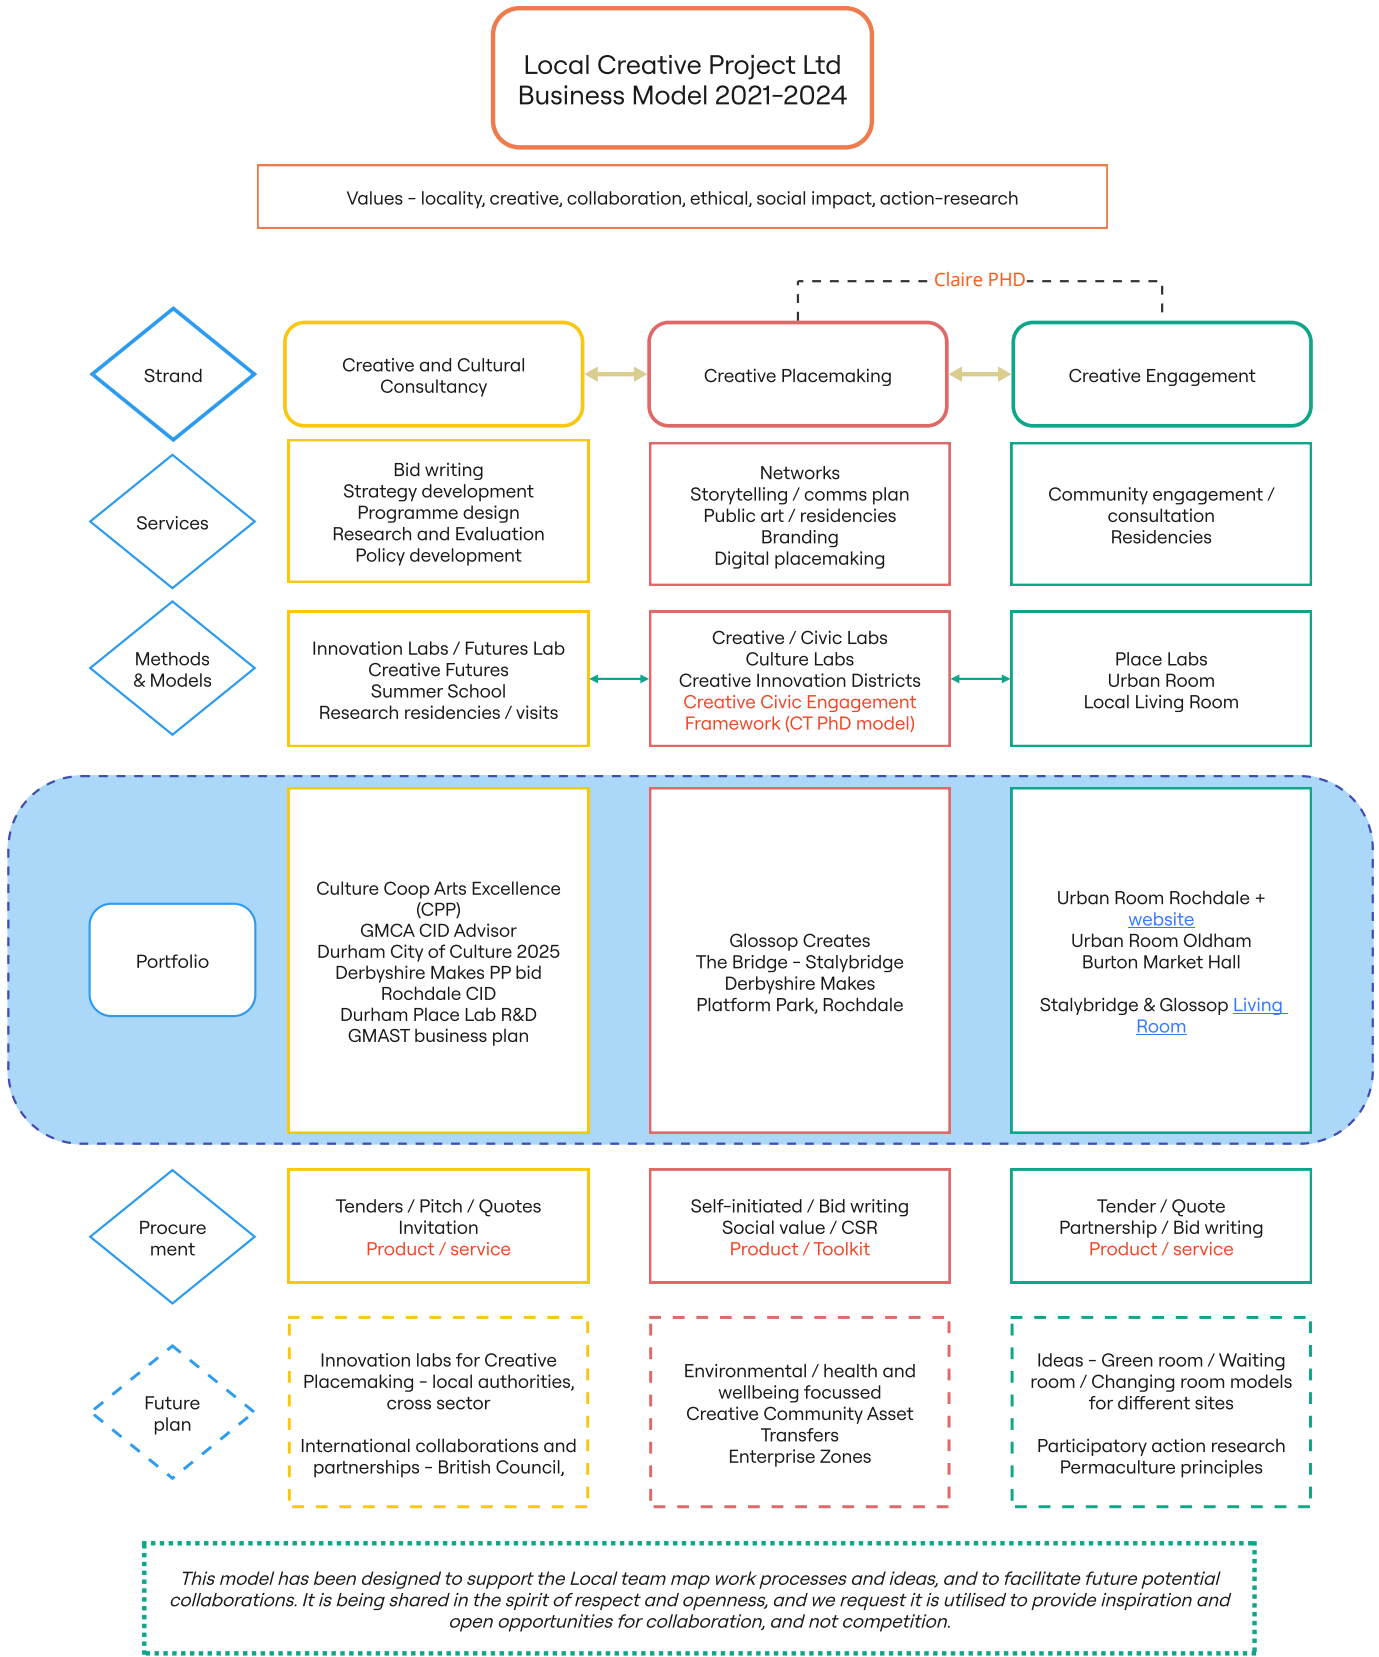 Local Creative Project Ltd
Business Model 2021-2024
Values - locality, creative, collaboration, ethical, social impact, action-research
Claire PHD
Strand
Creative and Cultural
Consultancy
Creative Placemaking
Creative Engagement
Services
Bid writing
Strategy development
Programme design
Research and Evaluation
Policy development
Networks
Storytelling / comms plan
Public art / residencies
Branding
Digital placemaking
Community engagement /
consultation
Residencies
Methods
& Models
Innovation Labs / Futures Lab
Creative Futures
Summer School
Research residencies / visits
Creative / Civic Labs
Culture Labs
Creative Innovation Districts
Creative Civic Engagement
Framework (CT PhD model)
Place Labs
Urban Room
Local Living Room
Portfolio
Culture Coop Arts Excellence
(CPP)
GMCA CID Advisor
Durham City of Culture 2025
Derbyshire Makes PP bid
Rochdale CID
Durham Place Lab R&D
GMAST business plan
Glossop Creates
The Bridge - Stalybridge
Derbyshire Makes
Platform Park, Rochdale
Urban Room Rochdale +
website
Urban Room Oldham
Burton Market Hall
Stalybridge & Glossop Living
Room
Procure
ment
Tenders / Pitch / Quotes
Invitation
Product / service
Self-initiated / Bid writing
Social value / CSR
Product / Toolkit
Tender / Quote
Partnership / Bid writing
Product / service
Future
plan
Innovation labs for Creative
Placemaking - local authorities,
cross sector
International collaborations and
partnerships - British Council,
Environmental / health and
wellbeing focussed
Creative Community Asset
Transfers
Enterprise Zones
Ideas - Green room / Waiting
room / Changing room models
for different sites
Participatory action research
Permaculture principles
This model has been designed to support the Local team map work processes and ideas, and to facilitate future potential
collaborations. It is being shared in the spirit of respect and openness, and we request it is utilised to provide inspiration and
open opportunities for collaboration, and not competition.